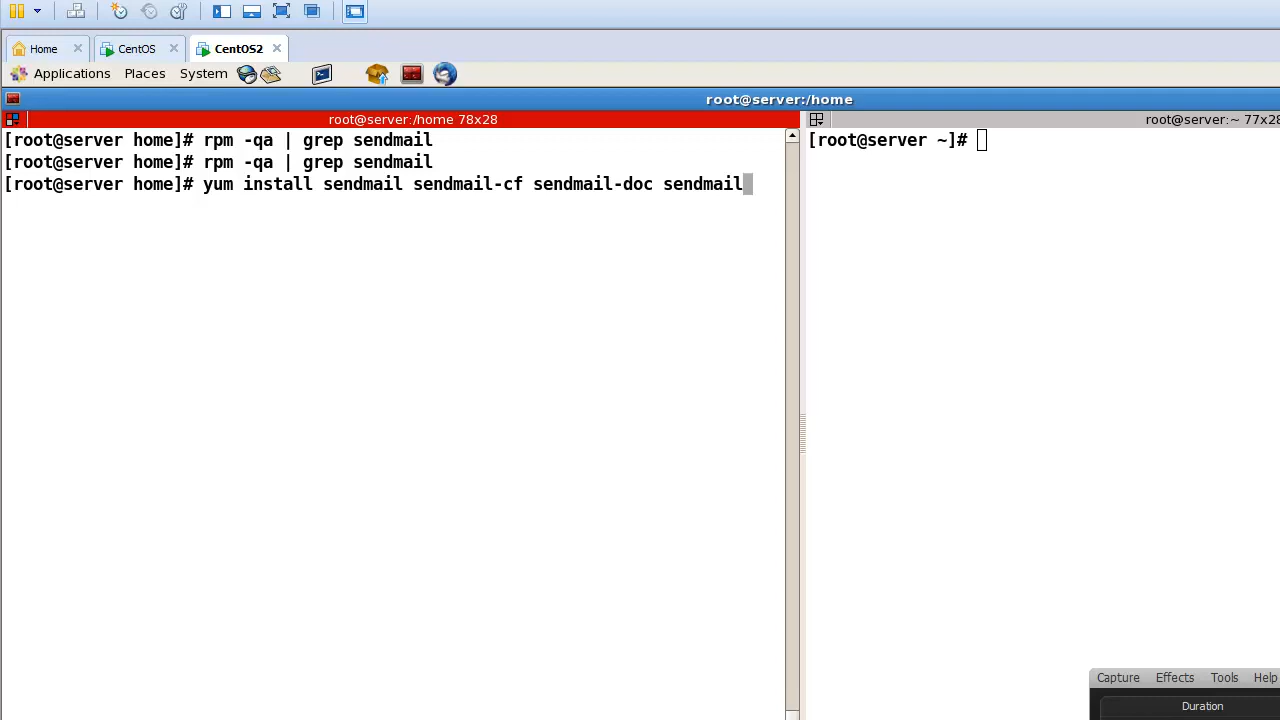 Home CentOS CentOS2
Applications Places System
root@server:/home
root@server:/home 78x28
[root@server home]# rpm -qa | grep sendmail
[root@server home]# rpm -qa | grep sendmail
[root@server home]# yum install sendmail sendmail-cf sendmail-doc sendmail
root@server:~ 77x28
[root@server ~]#
Capture Effects Tools Help
Duration